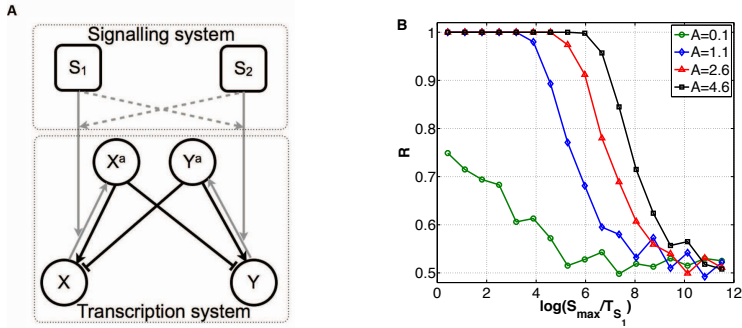 A
Signalling system
S1
S2
Xa
Ya
X
Y
Transcription system
B
R
1
0.9
0.8
0.7
0.6
0.5
0
2
4
6
8
10
12
log(Smax/TS1)
A=0.1
A=1.1
A=2.6
A=4.6